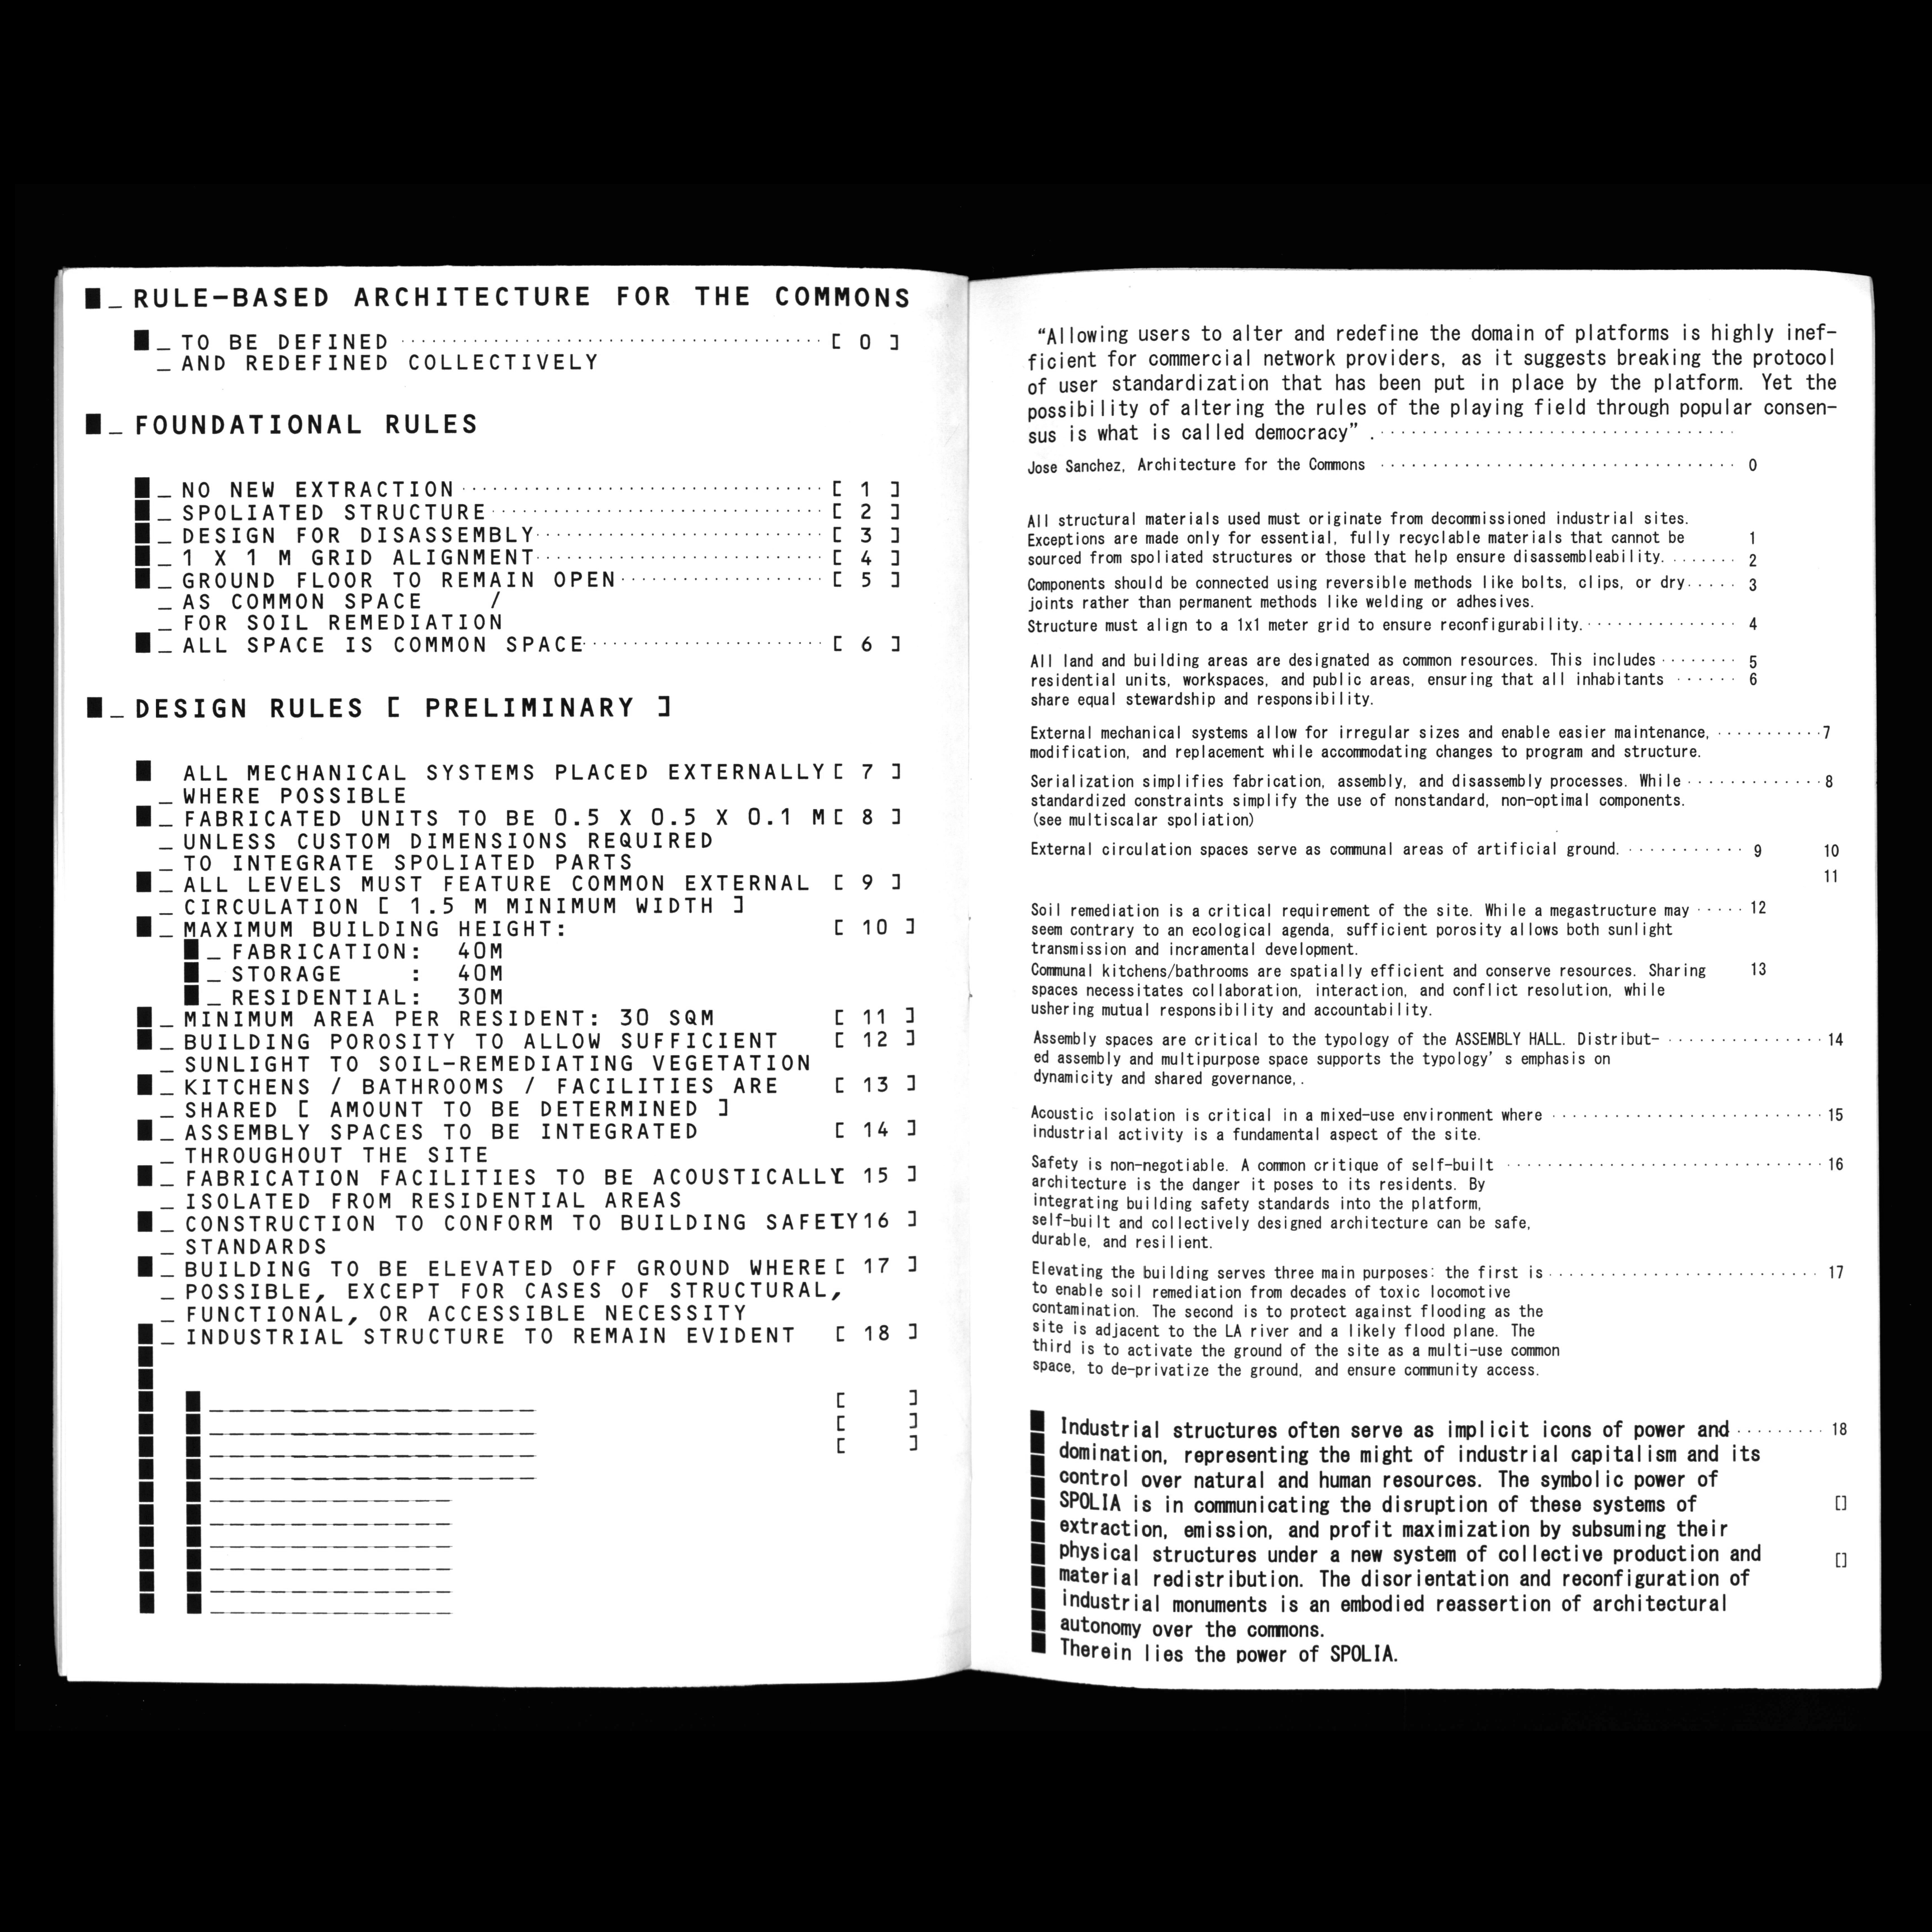 RULE-BASED ARCHITECTURE FOR THE COMMONS
_ TO BE DEFINED [ 0 ]
_ AND REDEFINED COLLECTIVELY
_ FOUNDATIONAL RULES
_ NO NEW EXTRACTION [ 1 ]
_ SPOLIATED STRUCTURE [ 2 ]
_ DESIGN FOR DISASSEMBLY [ 3 ]
_ 1 X 1 M GRID ALIGNMENT [ 4 ]
_ GROUND FLOOR TO REMAIN OPEN [ 5 ]
_ AS COMMON SPACE /
_ FOR SOIL REMEDIATION
_ ALL SPACE IS COMMON SPACE [ 6 ]
_ DESIGN RULES [ PRELIMINARY ]
ALL MECHANICAL SYSTEMS PLACED EXTERNALLY [ 7 ]
_ WHERE POSSIBLE
_ FABRICATED UNITS TO BE 0.5 X 0.5 X 0.1 M [ 8 ]
_ UNLESS CUSTOM DIMENSIONS REQUIRED
_ TO INTEGRATE SPOLIATED PARTS
_ ALL LEVELS MUST FEATURE COMMON EXTERNAL [ 9 ]
_ CIRCULATION [ 1.5 M MINIMUM WIDTH ]
_ MAXIMUM BUILDING HEIGHT: [ 10 ]
_ FABRICATION: 40M
_ STORAGE : 40M
_ RESIDENTIAL: 30M
_ MINIMUM AREA PER RESIDENT: 30 SQM [ 11 ]
_ BUILDING POROSITY TO ALLOW SUFFICIENT [ 12 ]
_ SUNLIGHT TO SOIL-REMEDIATING VEGETATION
_ KITCHENS / BATHROOMS / FACILITIES ARE [ 13 ]
_ SHARED [ AMOUNT TO BE DETERMINED ]
_ ASSEMBLY SPACES TO BE INTEGRATED [ 14 ]
_ THROUGHOUT THE SITE
_ FABRICATION FACILITIES TO BE ACOUSTICALLY [ 15 ]
_ ISOLATED FROM RESIDENTIAL AREAS
_ CONSTRUCTION TO CONFORM TO BUILDING SAFETY [ 16 ]
_ STANDARDS
_ BUILDING TO BE ELEVATED OFF GROUND WHERE [ 17 ]
_ POSSIBLE, EXCEPT FOR CASES OF STRUCTURAL,
_ FUNCTIONAL, OR ACCESSIBLE NECESSITY
_ INDUSTRIAL STRUCTURE TO REMAIN EVIDENT [ 18 ]
[ ]
[ ]
[ ]
“Allowing users to alter and redefine the domain of platforms is highly inef-
ficient for commercial network providers, as it suggests breaking the protocol
of user standardization that has been put in place by the platform. Yet the
possibility of altering the rules of the playing field through popular consen-
sus is what is called democracy” .
Jose Sanchez, Architecture for the Commons 0
All structural materials used must originate from decommissioned industrial sites.
Exceptions are made only for essential, fully recyclable materials that cannot be 1
sourced from spoliated structures or those that help ensure disassembleability. 2
Components should be connected using reversible methods like bolts, clips, or dry 3
joints rather than permanent methods like welding or adhesives.
Structure must align to a 1x1 meter grid to ensure reconfigurability. 4
All land and building areas are designated as common resources. This includes 5
residential units, workspaces, and public areas, ensuring that all inhabitants 6
share equal stewardship and responsibility.
External mechanical systems allow for irregular sizes and enable easier maintenance, 7
modification, and replacement while accommodating changes to program and structure.
Serialization simplifies fabrication, assembly, and disassembly processes. While 8
standardized constraints simplify the use of nonstandard, non-optimal components.
(see multiscalar spoliation)
External circulation spaces serve as communal areas of artificial ground. 9 10
11
Soil remediation is a critical requirement of the site. While a megastructure may 12
seem contrary to an ecological agenda, sufficient porosity allows both sunlight
transmission and incramental development.
Communal kitchens/bathrooms are spatially efficient and conserve resources. Sharing 13
spaces necessitates collaboration, interaction, and conflict resolution, while
ushering mutual responsibility and accountability.
Assembly spaces are critical to the typology of the ASSEMBLY HALL. Distribut- 14
ed assembly and multipurpose space supports the typology’ s emphasis on
dynamicity and shared governance,.
Acoustic isolation is critical in a mixed-use environment where 15
industrial activity is a fundamental aspect of the site.
Safety is non-negotiable. A common critique of self-built 16
architecture is the danger it poses to its residents. By
integrating building safety standards into the platform,
self-built and collectively designed architecture can be safe,
durable, and resilient.
Elevating the building serves three main purposes: the first is 17
to enable soil remediation from decades of toxic locomotive
contamination. The second is to protect against flooding as the
site is adjacent to the LA river and a likely flood plane. The
third is to activate the ground of the site as a multi-use common
space, to de-privatize the ground, and ensure community access.
Industrial structures often serve as implicit icons of power and 18
domination, representing the might of industrial capitalism and its
control over natural and human resources. The symbolic power of
SPOLIA is in communicating the disruption of these systems of []
extraction, emission, and profit maximization by subsuming their
physical structures under a new system of collective production and []
material redistribution. The disorientation and reconfiguration of
industrial monuments is an embodied reassertion of architectural
autonomy over the commons.
Therein lies the power of SPOLIA.